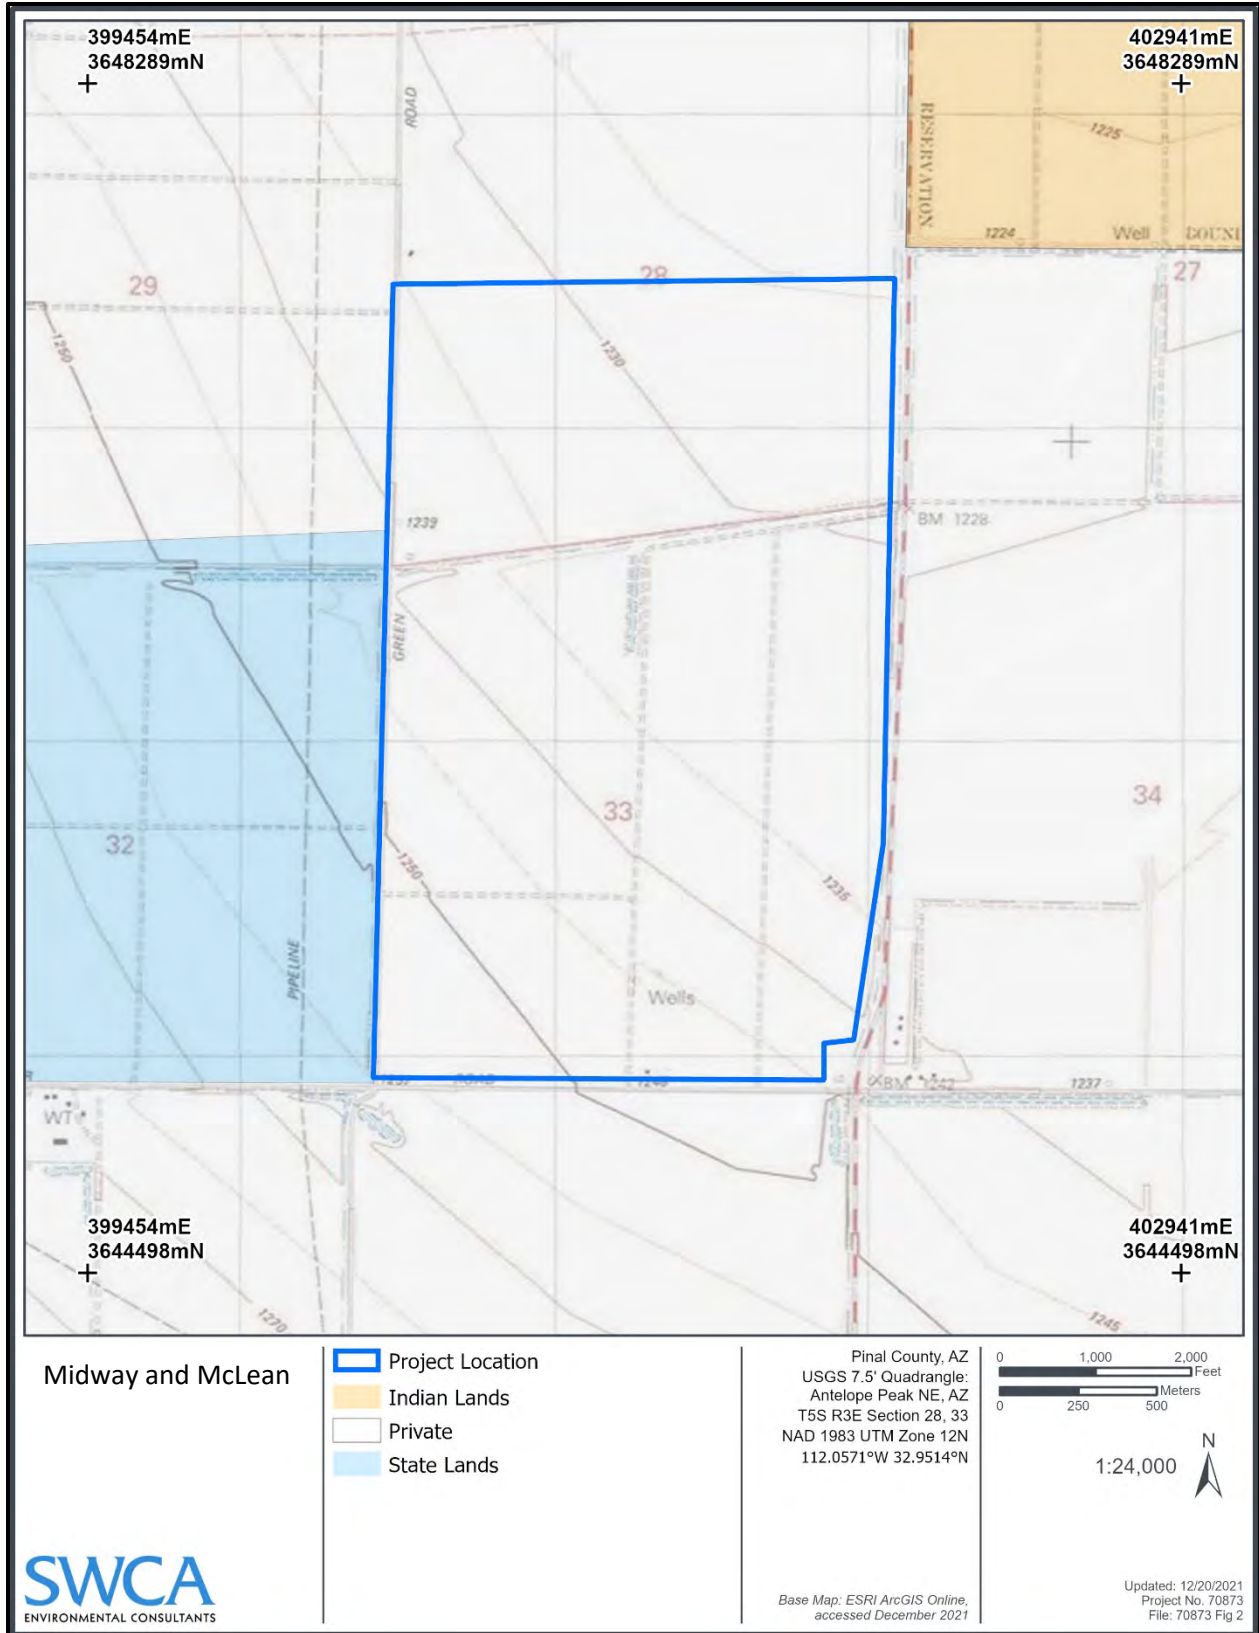 399454mE
3648289mN
402941mE
3648289mN
ROAD
RESERVATION
1225
1224
Well
BOUN
29
28
27
1250
1230
1239
BM 1228
GREEN
32
33
34
1250
1235
PIPELINE
Wells
ROAD
BM 1242
1237
WT
399454mE
3644498mN
402941mE
3644498mN
1270
1245
Midway and McLean
Project Location
Indian Lands
Private
State Lands
Pinal County, AZ
USGS 7.5' Quadrangle:
Antelope Peak NE, AZ
T5S R3E Section 28, 33
NAD 1983 UTM Zone 12N
112.0571°W 32.9514°N
0 1,000 2,000
Feet
Meters
0 250 500
N
1:24,000
SWCA
ENVIRONMENTAL CONSULTANTS
Base Map: ESRI ArcGIS Online,
accessed December 2021
Updated: 12/20/2021
Project No. 70873
File: 70873 Fig 2